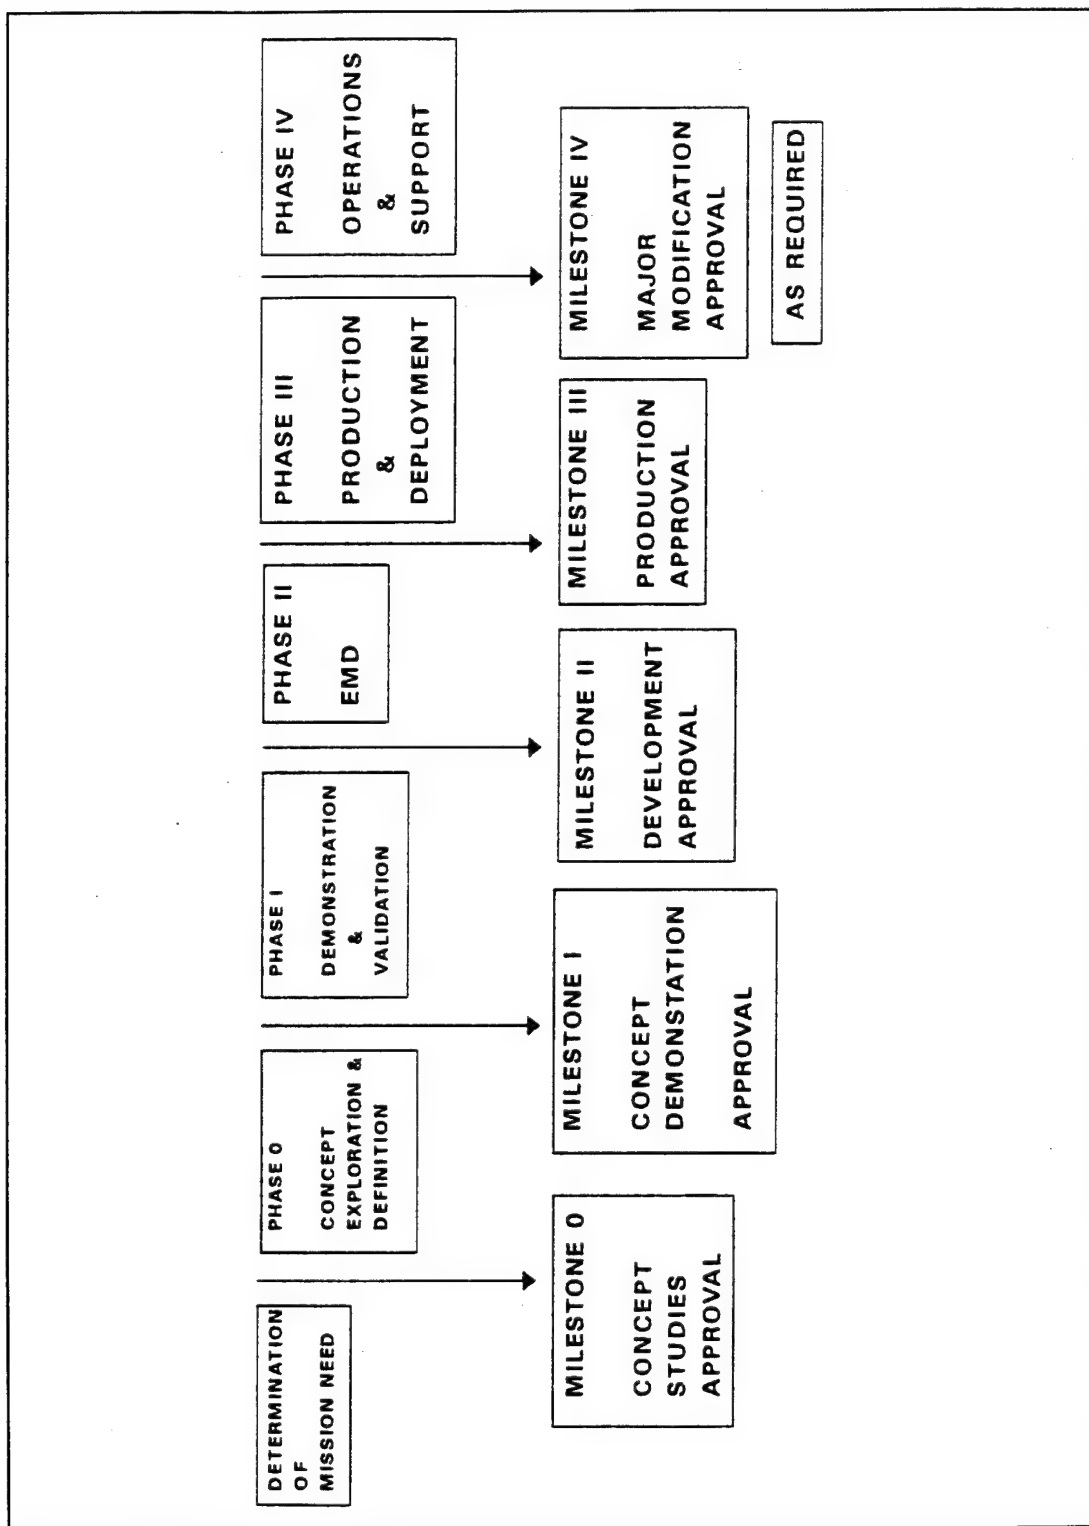 DETERMINATION
OF
MISSION NEED
PHASE 0
CONCEPT
EXPLORATION &
DEFINITION
PHASE I
DEMONSTRATION
&
VALIDATION
PHASE II
EMD
PHASE III
PRODUCTION
&
DEPLOYMENT
PHASE IV
OPERATIONS
&
SUPPORT
MILESTONE 0
CONCEPT
STUDIES
APPROVAL
MILESTONE I
CONCEPT
DEMONSTATION
APPROVAL
MILESTONE II
DEVELOPMENT
APPROVAL
MILESTONE III
PRODUCTION
APPROVAL
MILESTONE IV
MAJOR
MODIFICATION
APPROVAL
AS REQUIRED